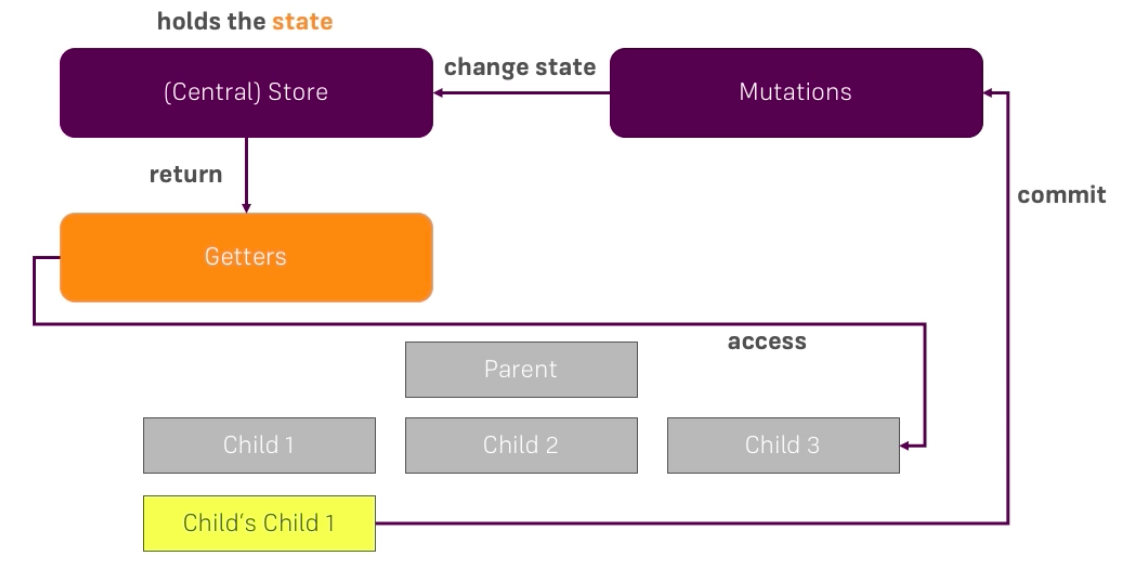 holds the state
(Central) Store
change state
Mutations
return
commit
Getters
access
Parent
Child 1
Child 2
Child 3
Child‘s Child 1